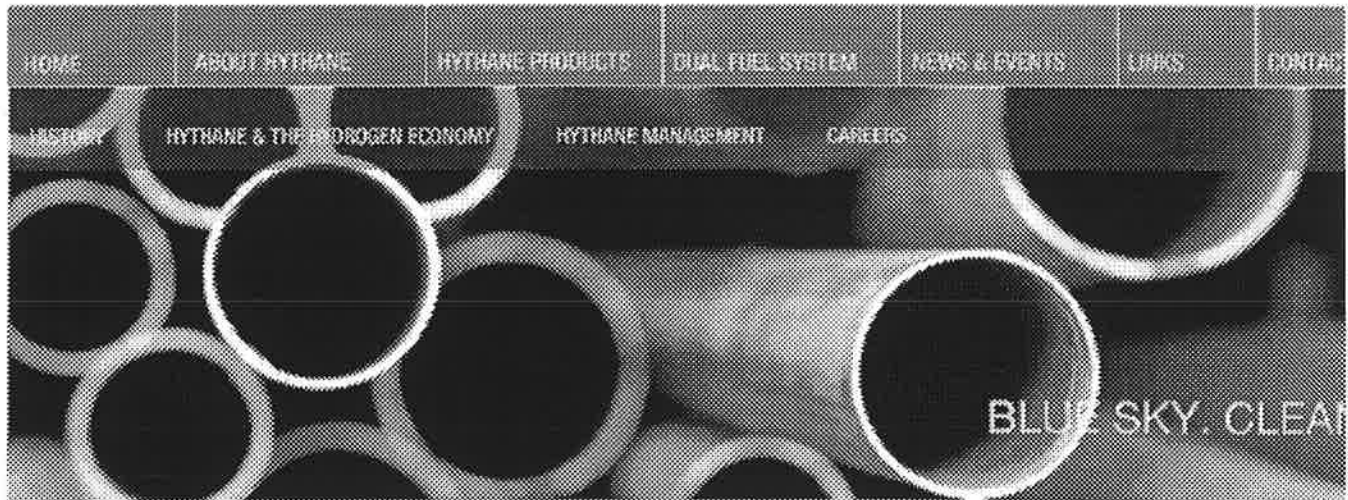 HOME ABOUT HYTHANE HYTHANE PRODUCTS DUAL FUEL SYSTEM NEWS & EVENTS LINKS CONTAC
HISTORY HYTHANE & THE HYDROGEN ECONOMY HYTHANE MANAGEMENT CAREERS
BLUE SKY. CLEAN